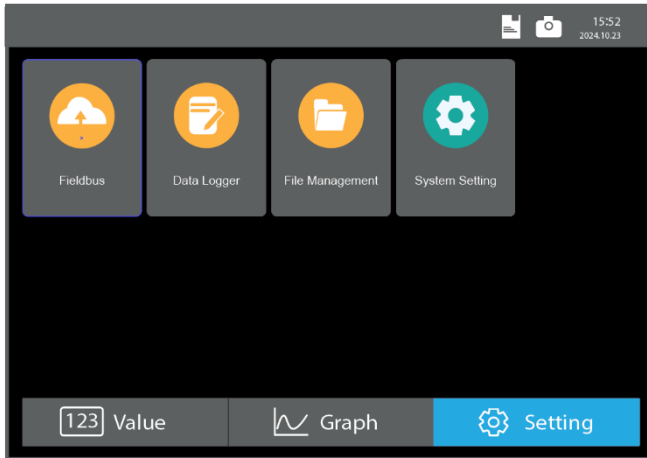 15:52
2024.10.23
Fieldbus
Data Logger
File Management
System Setting
123 Value
Graph
Setting